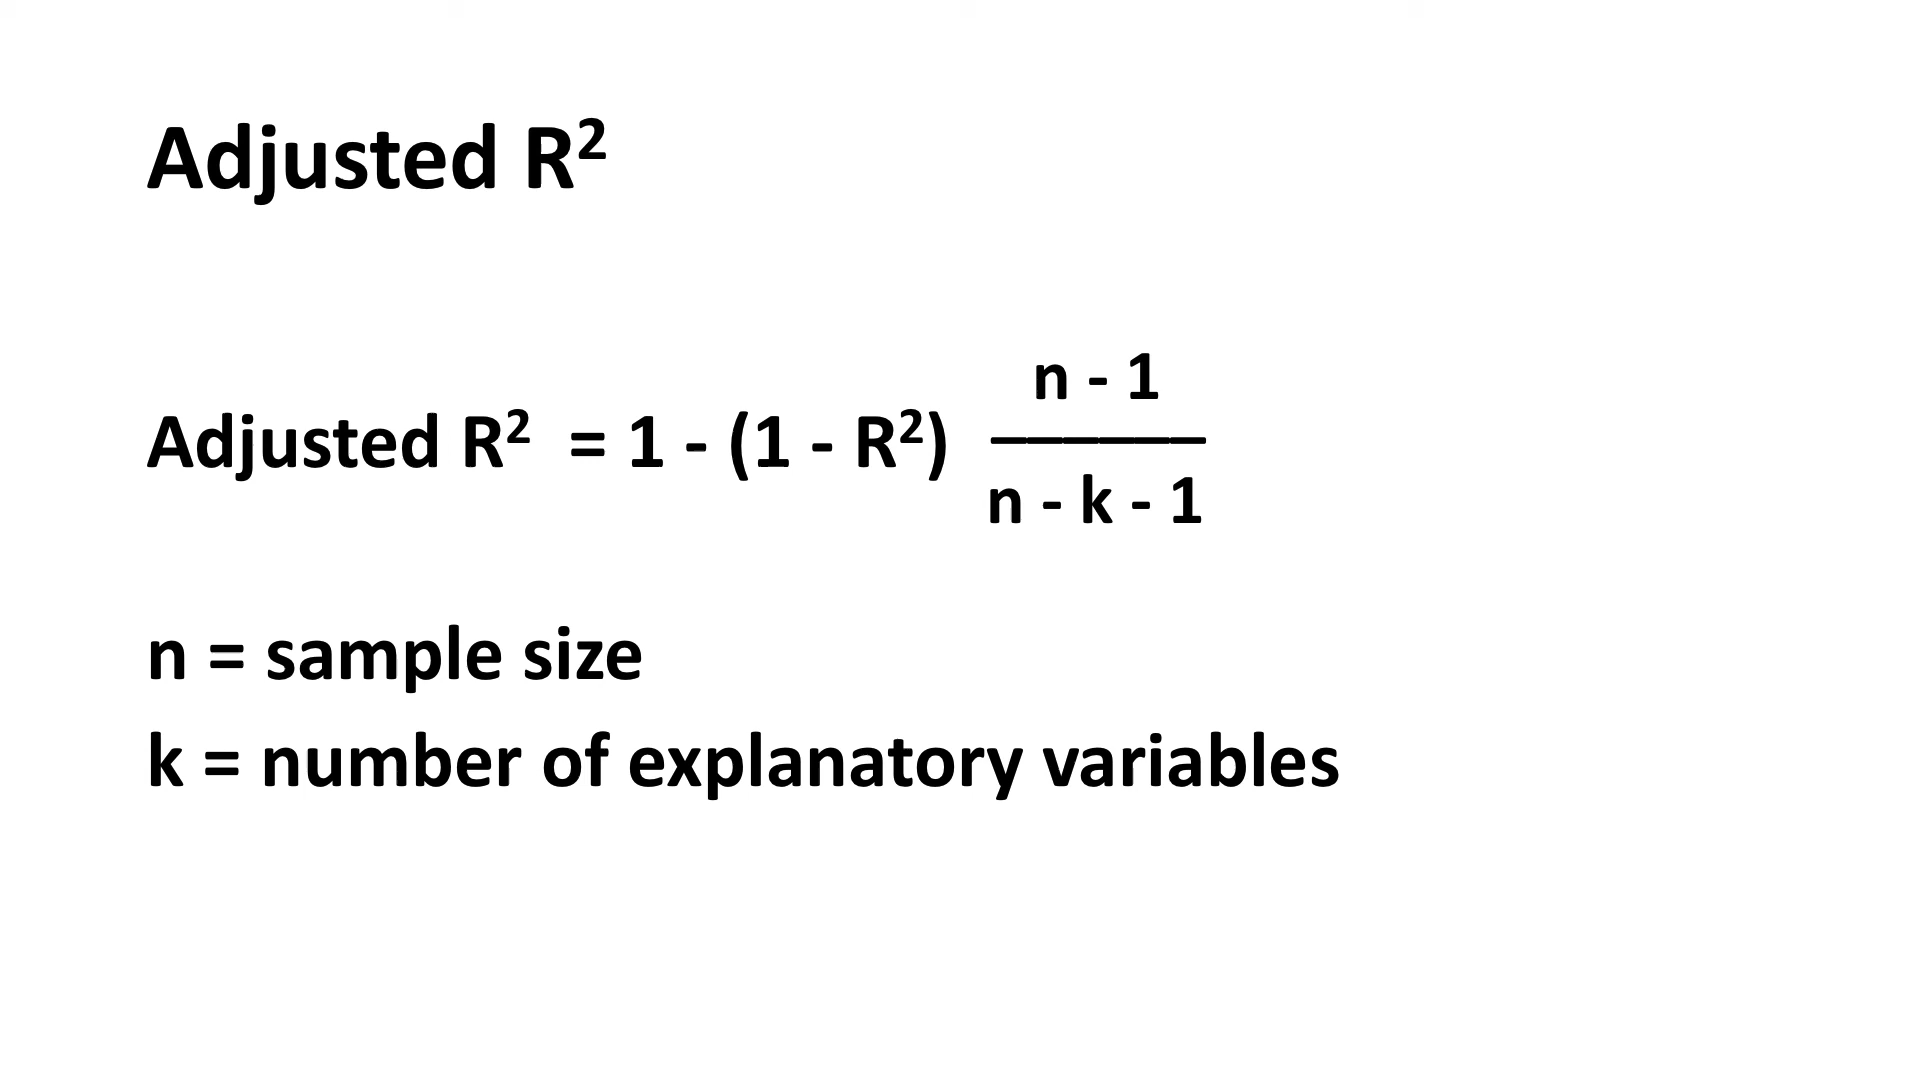 Adjusted R²
n - 1
Adjusted R² = 1 - (1 - R²) ————
n - k - 1
n = sample size
k = number of explanatory variables